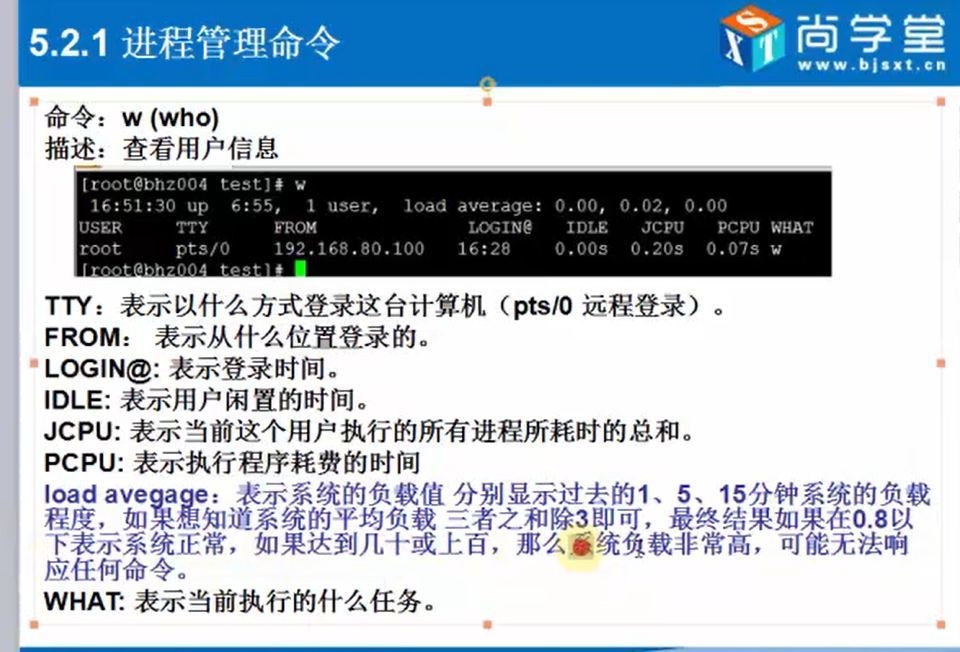 5.2.1 进程管理命令
尚学堂
XST
www.bjsxt.cn
命令：w (who)
描述：查看用户信息
[root@bhz004 test]# w
16:51:30 up 6:55, 1 user, load average: 0.00, 0.02, 0.00
USER TTY FROM LOGIN@ IDLE JCPU PCPU WHAT
root pts/0 192.168.80.100 16:28 0.00s 0.20s 0.07s w
[root@bhz004 test]#
TTY：表示以什么方式登录这台计算机（pts/0 远程登录）。
FROM： 表示从什么位置登录的。
LOGIN@: 表示登录时间。
IDLE: 表示用户闲置的时间。
JCPU: 表示当前这个用户执行的所有进程所耗时的总和。
PCPU: 表示执行程序耗费的时间
load avegage：表示系统的负载值 分别显示过去的1、5、15分钟系统的负载
程度，如果想知道系统的平均负载 三者之和除3即可，最终结果如果在0.8以
下表示系统正常，如果达到几十或上百，那么系统负载非常高，可能无法响
应任何命令。
WHAT: 表示当前执行的什么任务。